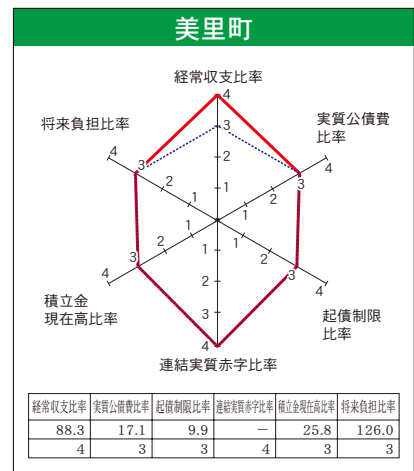 美里町
経常収支比率
4
3
2
1
実質公債費
比率
4
3
2
1
起債制限
比率
4
3
2
1
連結実質赤字比率
4
3
2
1
積立金
現在高比率
4
3
2
1
将来負担比率
4
3
2
1
経常収支比率 実質公債費比率 起債制限比率 連結実質赤字比率 積立金現在高比率 将来負担比率
88.3 17.1 9.9 － 25.8 126.0
4 3 3 4 3 3